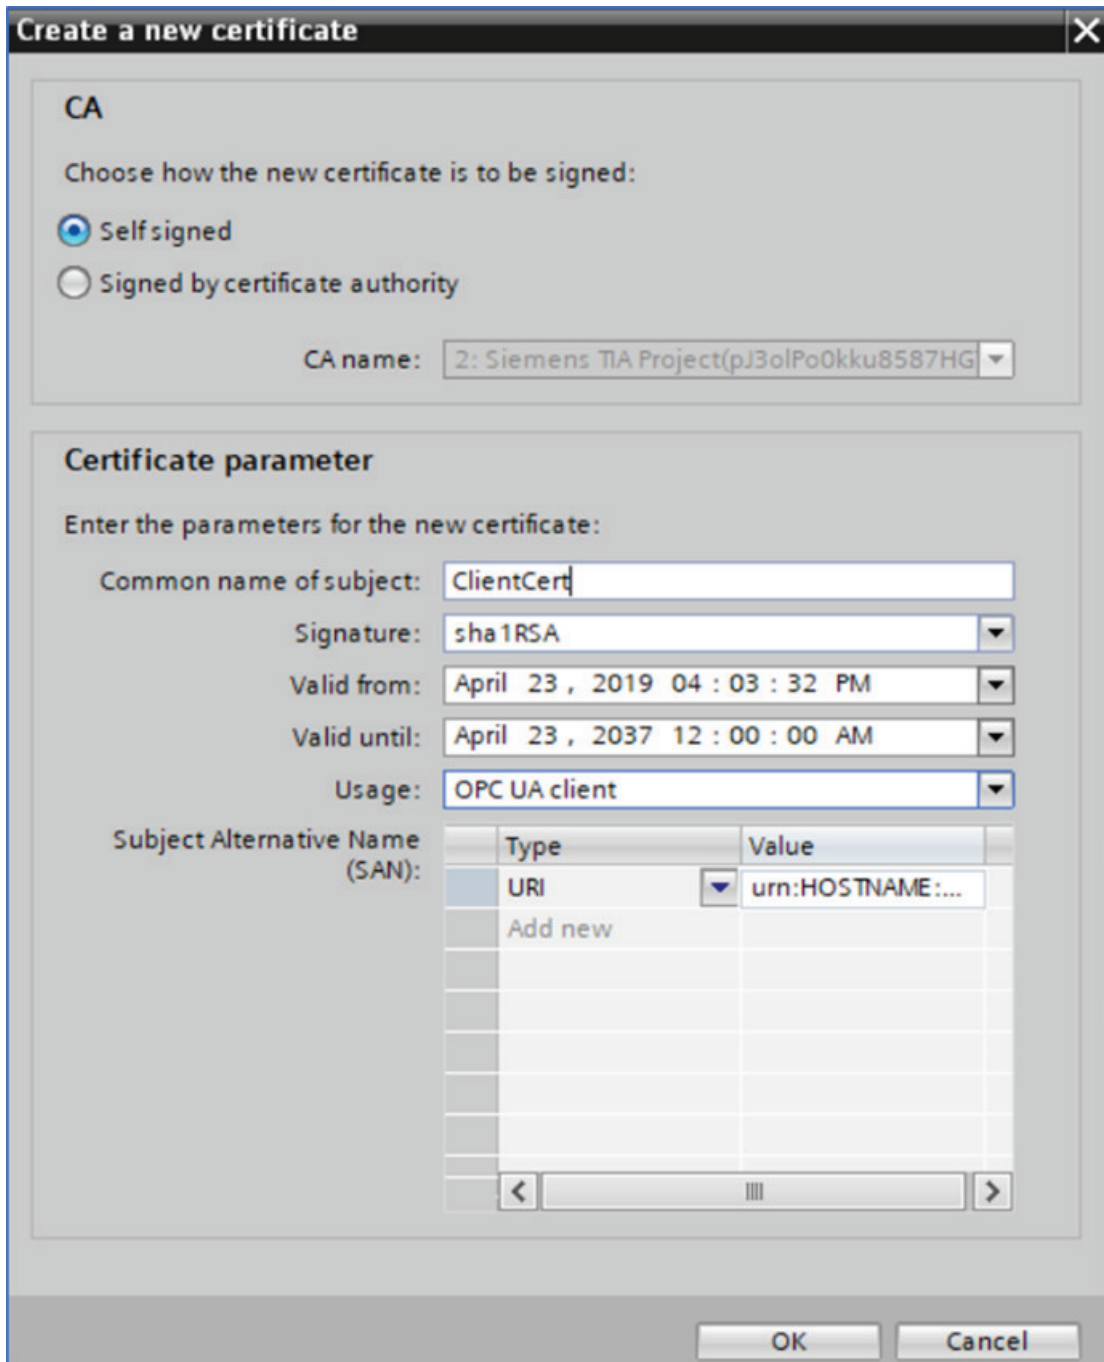 Create a new certificate
CA
Choose how the new certificate is to be signed:
Self signed
Signed by certificate authority
CA name: 2: Siemens TIA Project(pJ3olPo0kku8587HG
Certificate parameter
Enter the parameters for the new certificate:
Common name of subject: ClientCert
Signature: sha1RSA
Valid from: April 23, 2019 04:03:32 PM
Valid until: April 23, 2037 12:00:00 AM
Usage: OPC UA client
Subject Alternative Name
(SAN):
Type Value
URI urn:HOSTNAME:...
Add new
OK Cancel